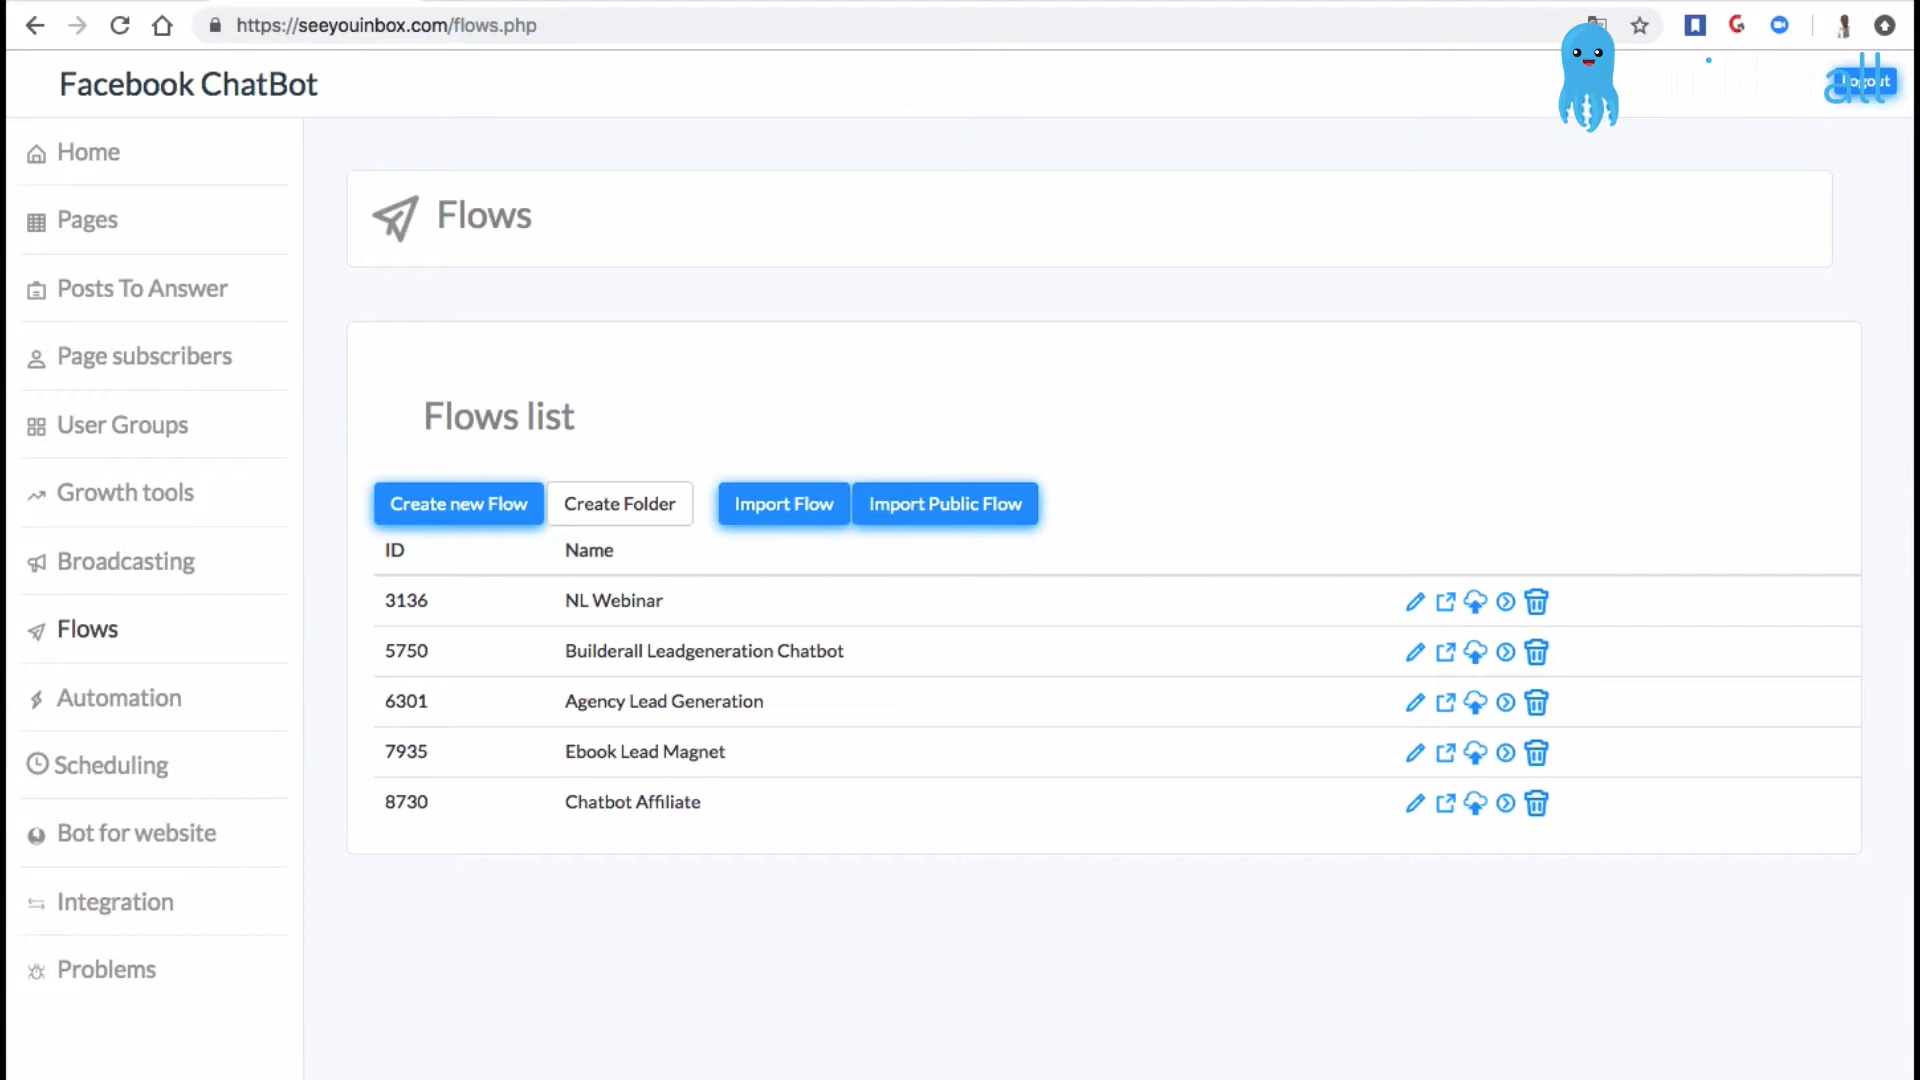 https://seeyouinbox.com/flows.php
Facebook ChatBot
all
Logout
Home
Pages
Posts To Answer
Page subscribers
User Groups
Growth tools
Broadcasting
Flows
Automation
Scheduling
Bot for website
Integration
Problems
Flows
Flows list
Create new Flow Create Folder Import Flow Import Public Flow
ID Name
3136 NL Webinar
5750 Builderall Leadgeneration Chatbot
6301 Agency Lead Generation
7935 Ebook Lead Magnet
8730 Chatbot Affiliate